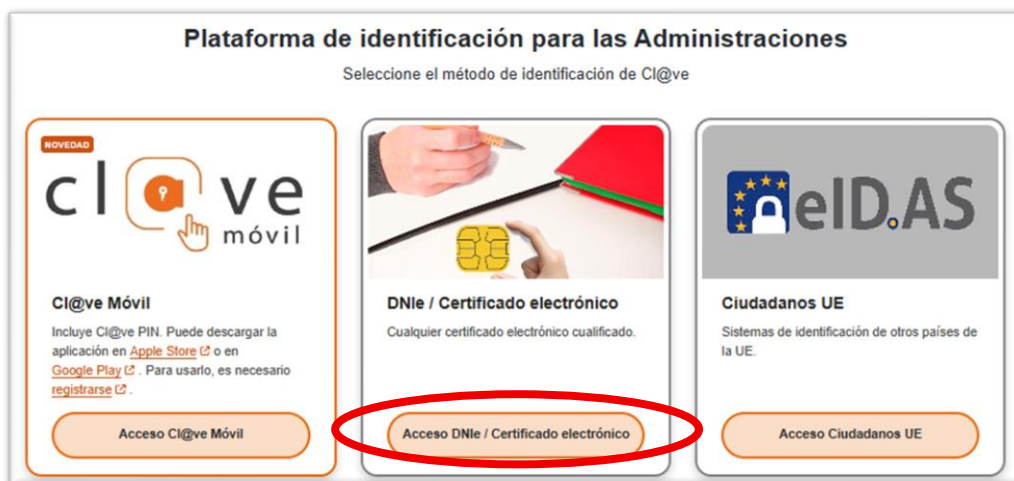 Plataforma de identificación para las Administraciones
Seleccione el método de identificación de Cl@ve
NOVEDAD
cl@ve
móvil
Cl@ve Móvil
Incluye Cl@ve PIN. Puede descargar la
aplicación en Apple Store o en
Google Play . Para usarlo, es necesario
registrarse .
Acceso Cl@ve Móvil
DNIe / Certificado electrónico
Cualquier certificado electrónico cualificado.
Acceso DNIe / Certificado electrónico
eID.AS
Ciudadanos UE
Sistemas de identificación de otros países de
la UE.
Acceso Ciudadanos UE